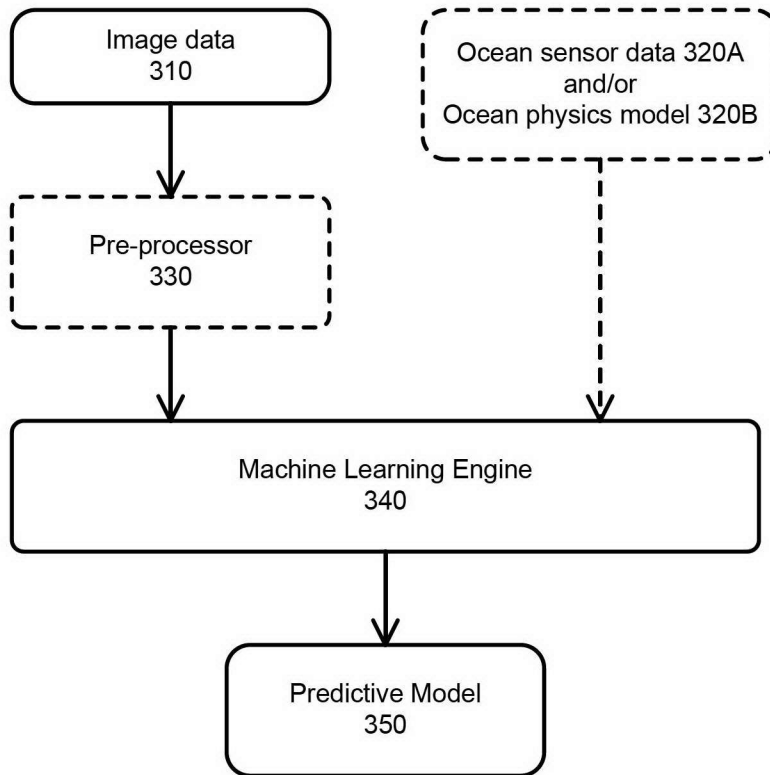 Image data
310
Ocean sensor data 320A
and/or
Ocean physics model 320B
Pre-processor
330
Machine Learning Engine
340
Predictive Model
350